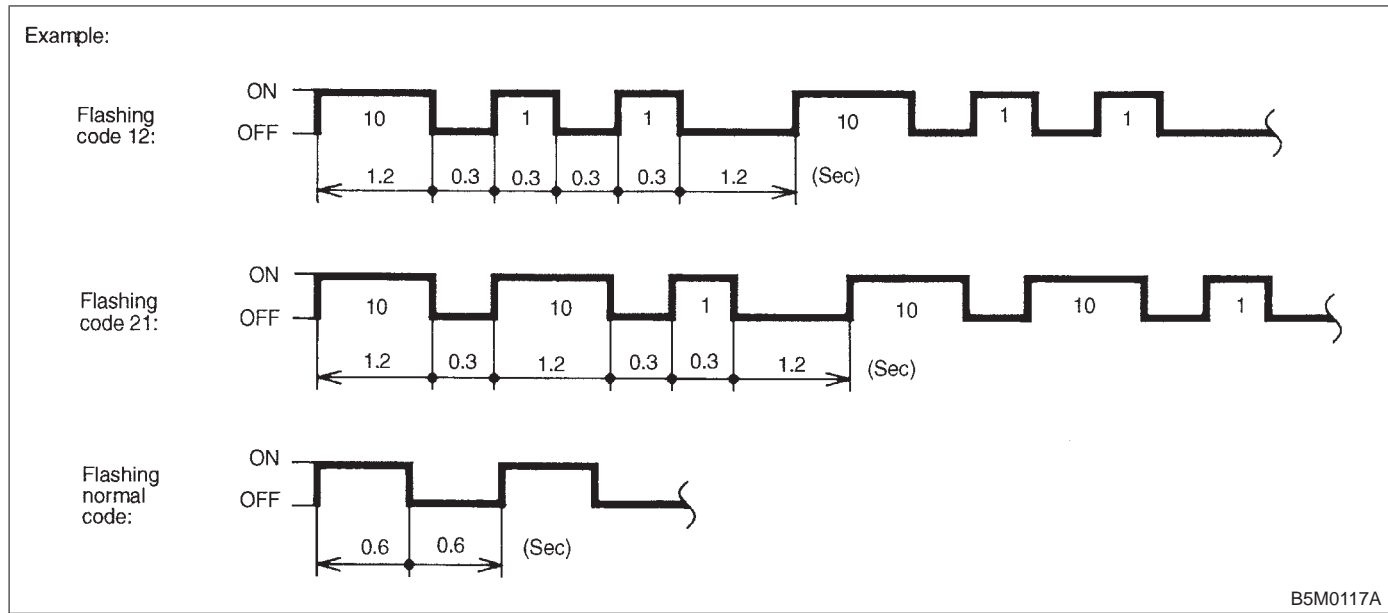 Example:
Flashing
code 12:
ON
OFF
10
1
1
10
1
1
1.2
0.3
0.3
0.3
0.3
1.2
(Sec)
Flashing
code 21:
ON
OFF
10
10
1
10
10
1
1.2
0.3
1.2
0.3
0.3
1.2
(Sec)
Flashing
normal
code:
ON
OFF
0.6
0.6
(Sec)
B5M0117A